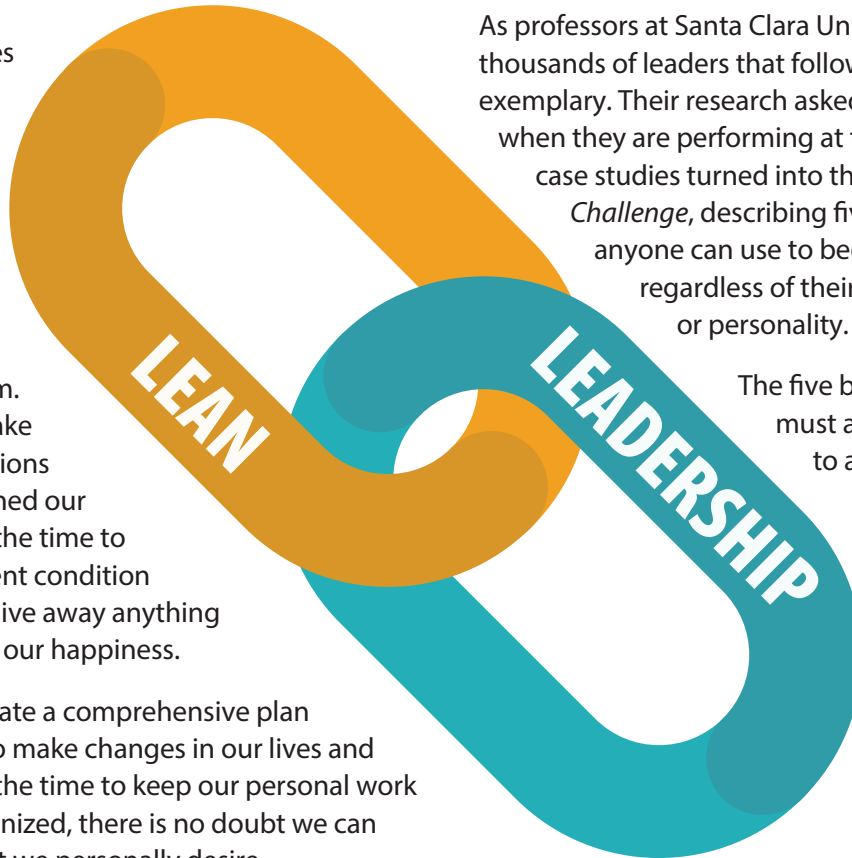 es
m.
ake
ions
ned our
the time to
ent condition
ive away anything
our happiness.
ate a comprehensive plan
o make changes in our lives and
the time to keep our personal work
nized, there is no doubt we can
t we personally desire
LEAN
LEADERSHIP
As professors at Santa Clara Un
thousands of leaders that follow
exemplary. Their research asked
when they are performing at t
case studies turned into th
Challenge, describing fiv
anyone can use to bec
regardless of their
or personality.
The five b
must a
to a